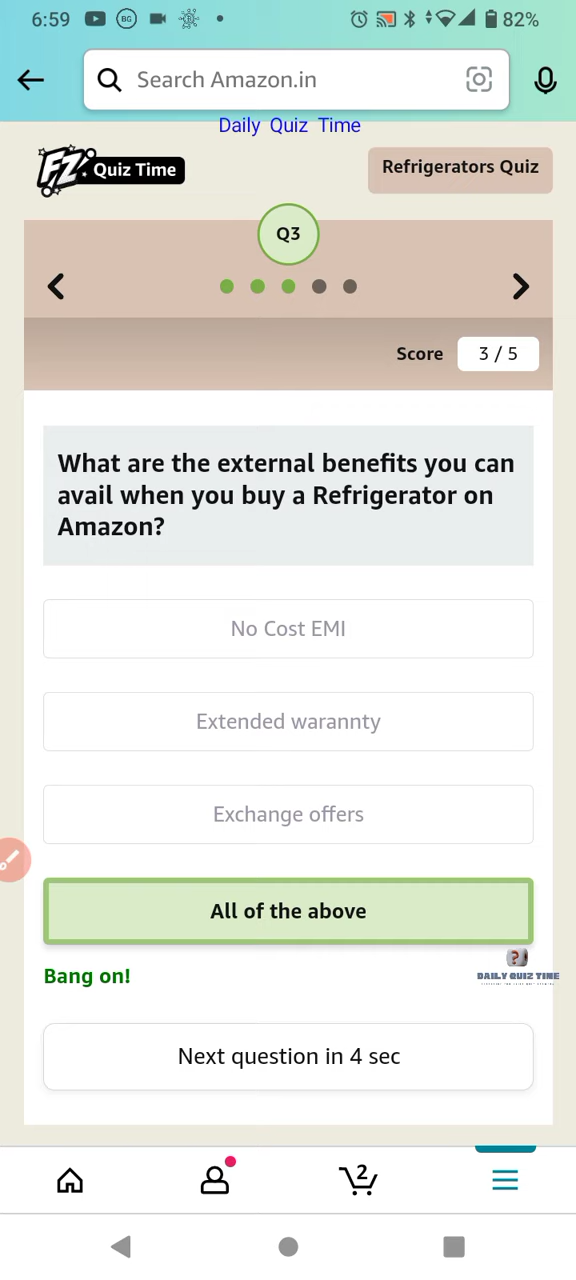 6:59
BG
82%
Search Amazon.in
Daily Quiz Time
FZ Quiz Time
Refrigerators Quiz
Q3
Score 3 / 5
What are the external benefits you can
avail when you buy a Refrigerator on
Amazon?
No Cost EMI
Extended warannty
Exchange offers
All of the above
Bang on!
?
DAILY QUIZ TIME
Next question in 4 sec
2